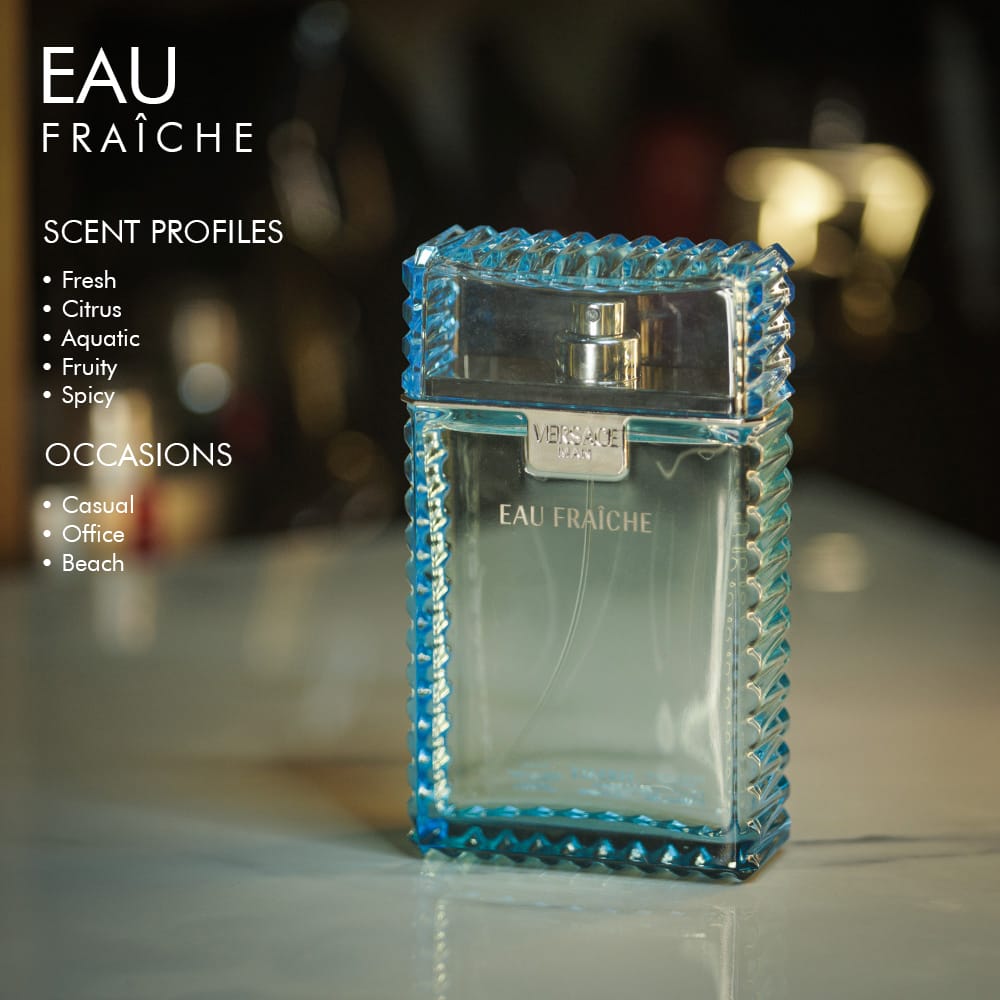 EAU
FRAÎCHE
SCENT PROFILES
• Fresh
• Citrus
• Aquatic
• Fruity
• Spicy
OCCASIONS
• Casual
• Office
• Beach
VERSACE
MAN
EAU FRAÎCHE